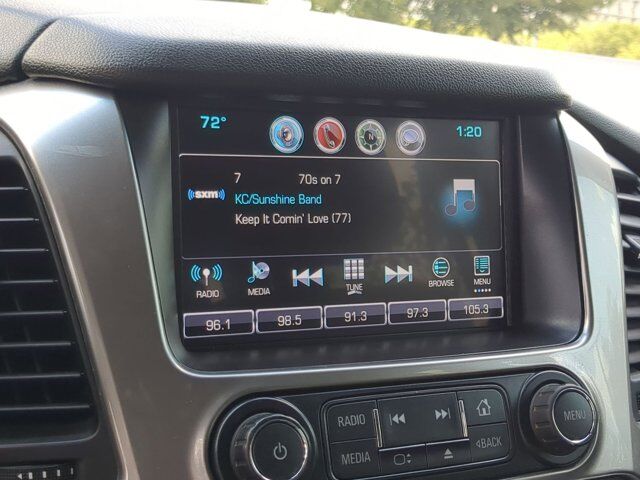 72° N 1:20
7 70s on 7
((sxm)) KC/Sunshine Band
Keep It Comin' Love (77)
RADIO MEDIA TUNE BROWSE MENU
96.1 98.5 91.3 97.3 105.3
RADIO MENU
MEDIA BACK